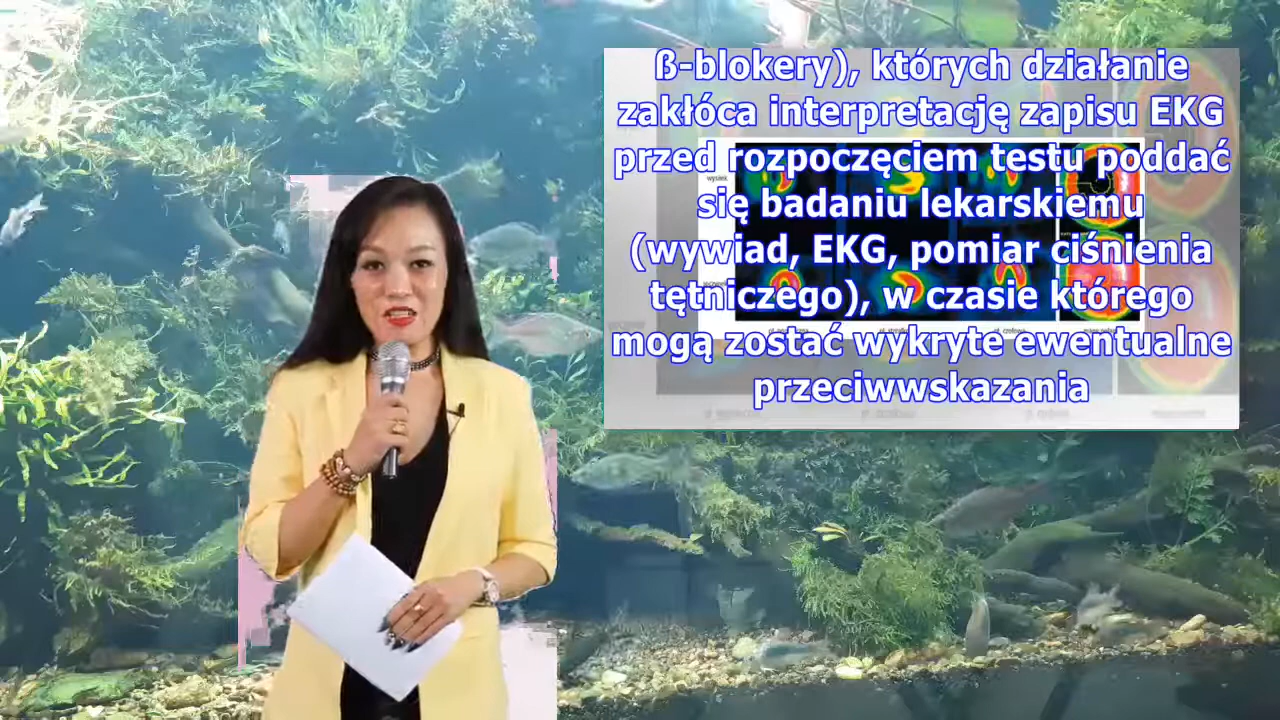 ß-blokery), których działanie
zakłóca interpretację zapisu EKG
przed rozpoczęciem testu poddać
się badaniu lekarskiemu
(wywiad, EKG, pomiar ciśnienia
tętniczego), w czasie którego
mogą zostać wykryte ewentualne
przeciwwskazania